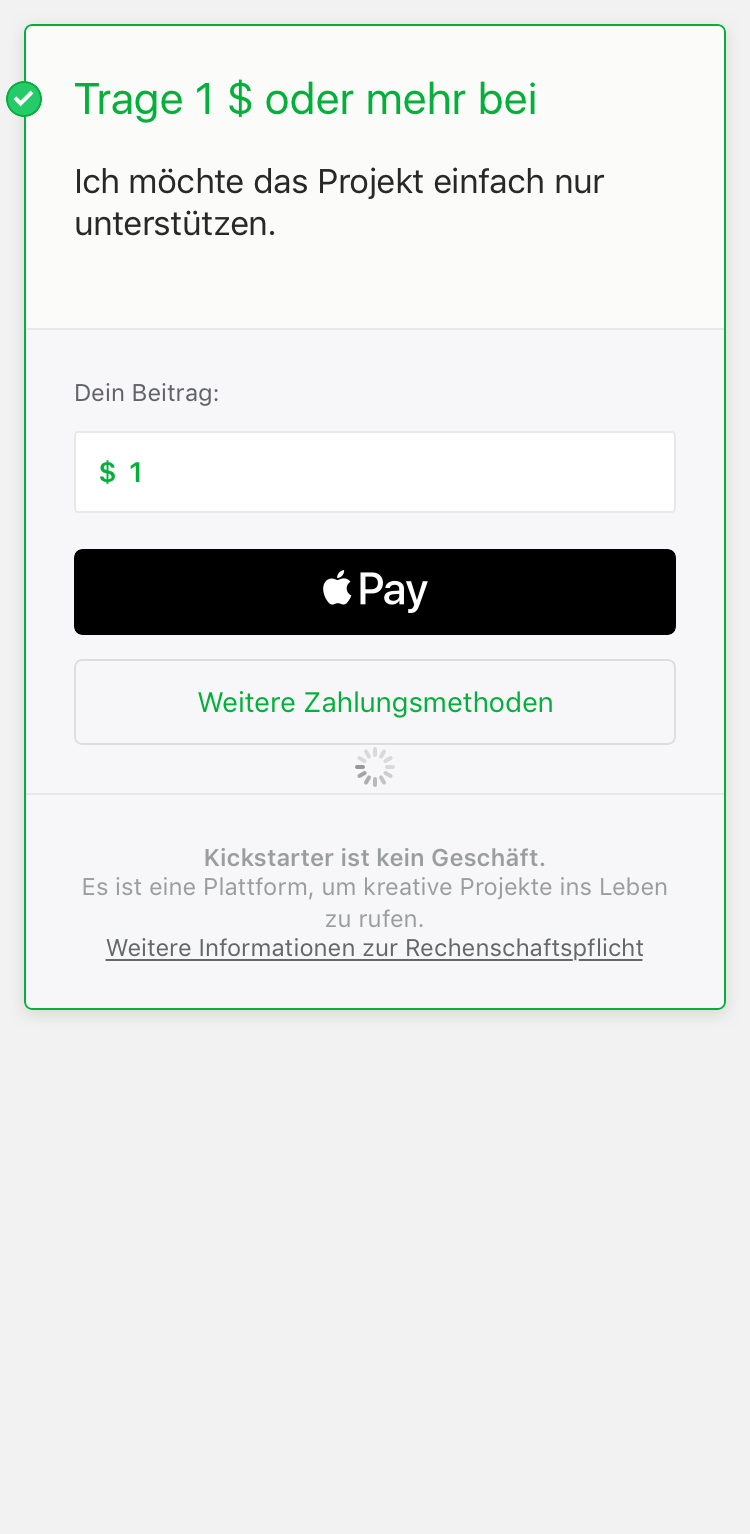 Trage 1 $ oder mehr bei
Ich möchte das Projekt einfach nur
unterstützen.
Dein Beitrag:
$ 1
Pay
Weitere Zahlungsmethoden
Kickstarter ist kein Geschäft.
Es ist eine Plattform, um kreative Projekte ins Leben
zu rufen.
Weitere Informationen zur Rechenschaftspflicht